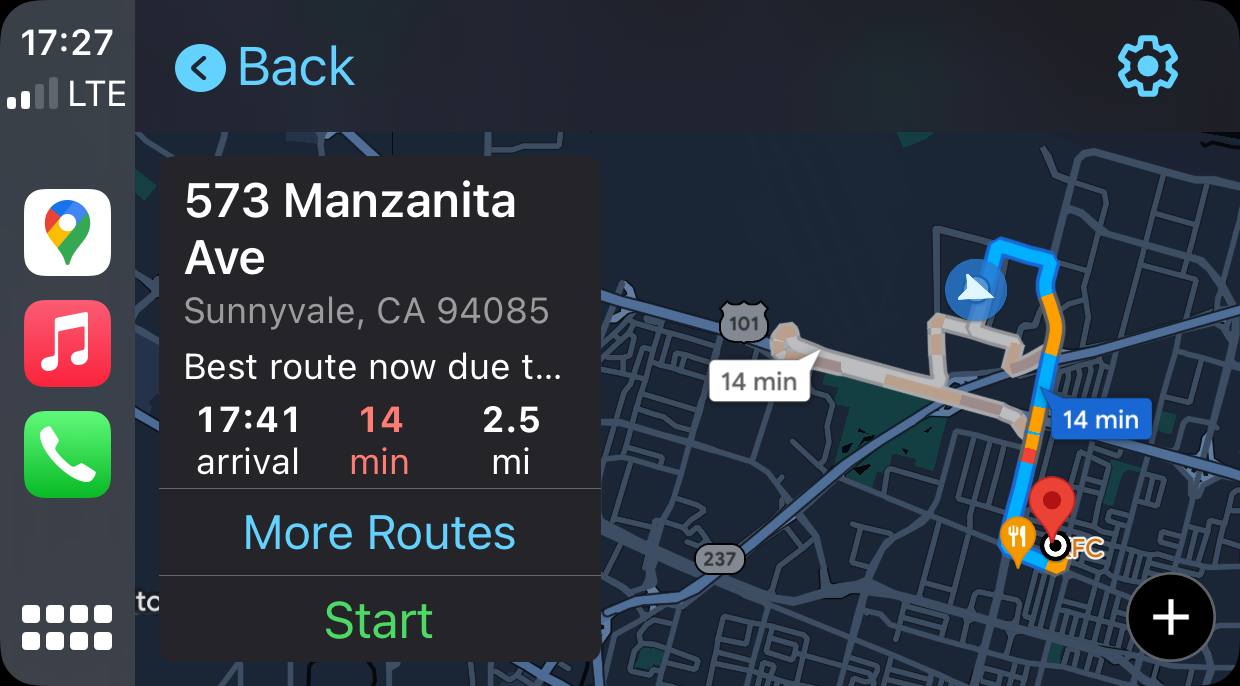 17:27
LTE
Back
573 Manzanita
Ave
Sunnyvale, CA 94085
Best route now due t...
17:41 14 2.5
arrival min mi
More Routes
Start
101
14 min
14 min
237
FC
to